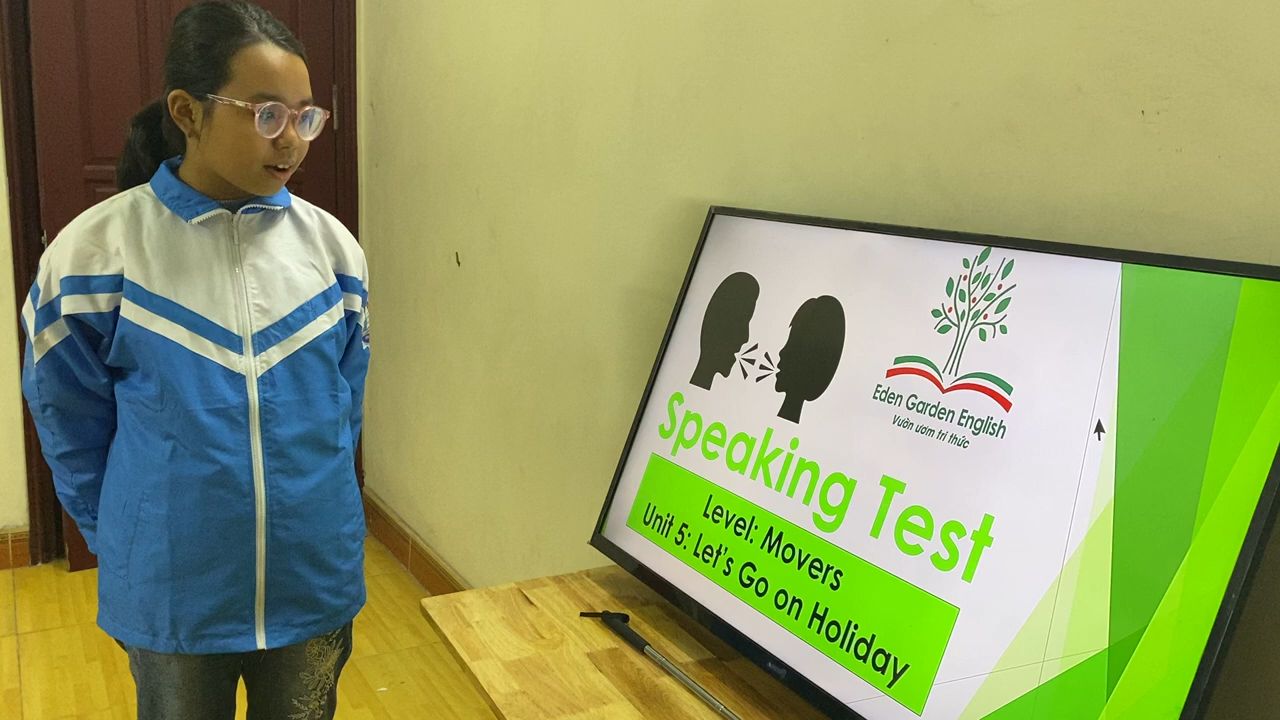 Eden Garden English
Vườn ươm tri thức
Speaking Test
Level: Movers
Unit 5: Let's Go on Holiday